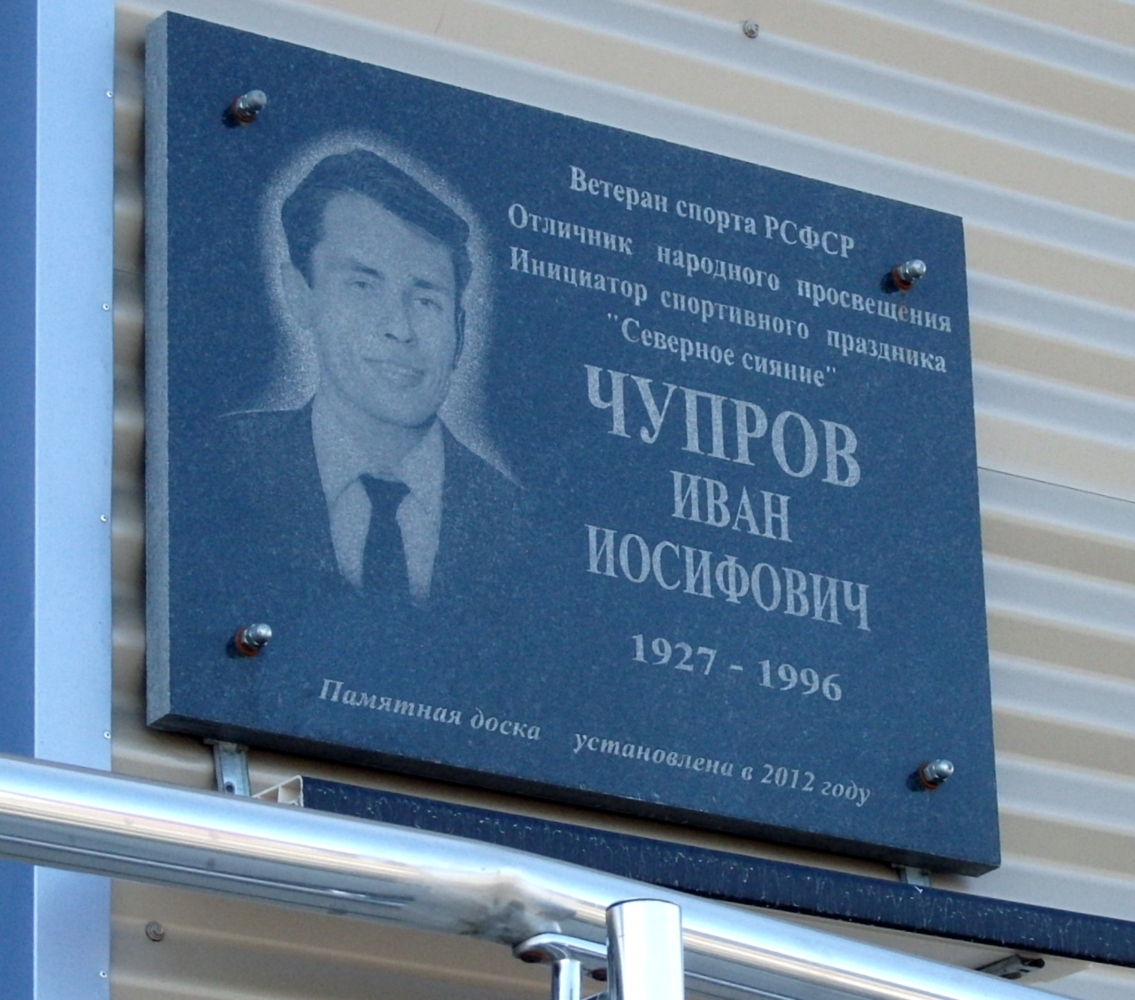 Ветеран спорта РСФСР
Отличник народного просвещения
Инициатор спортивного праздника
"Северное сияние"
ЧУПРОВ
ИВАН
ИОСИФОВИЧ
1927 - 1996
Памятная доска установлена в 2012 году